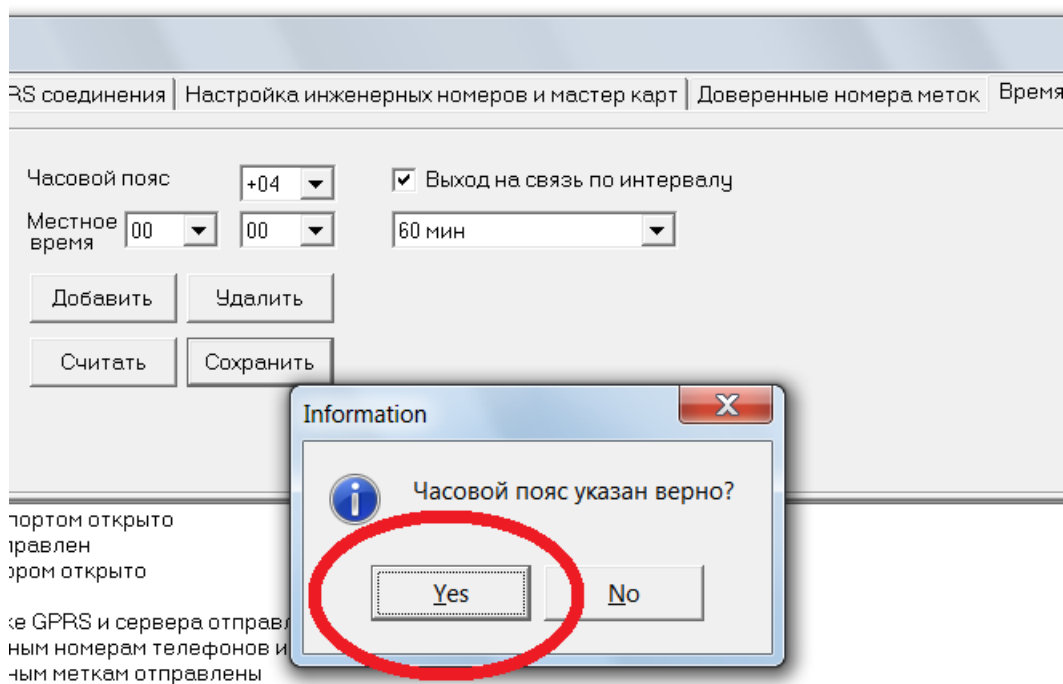 RS соединения Настройка инженерных номеров и мастер карт Доверенные номера меток Время
Часовой пояс +04 Выход на связь по интервалу
Местное время 00 00 60 мин
Добавить Удалить
Считать Сохранить
Information
Часовой пояс указан верно?
Yes No
портом открыто
правлен
ором открыто
ке GPRS и сервера отправл
ным номерам телефонов и
ным меткам отправлены